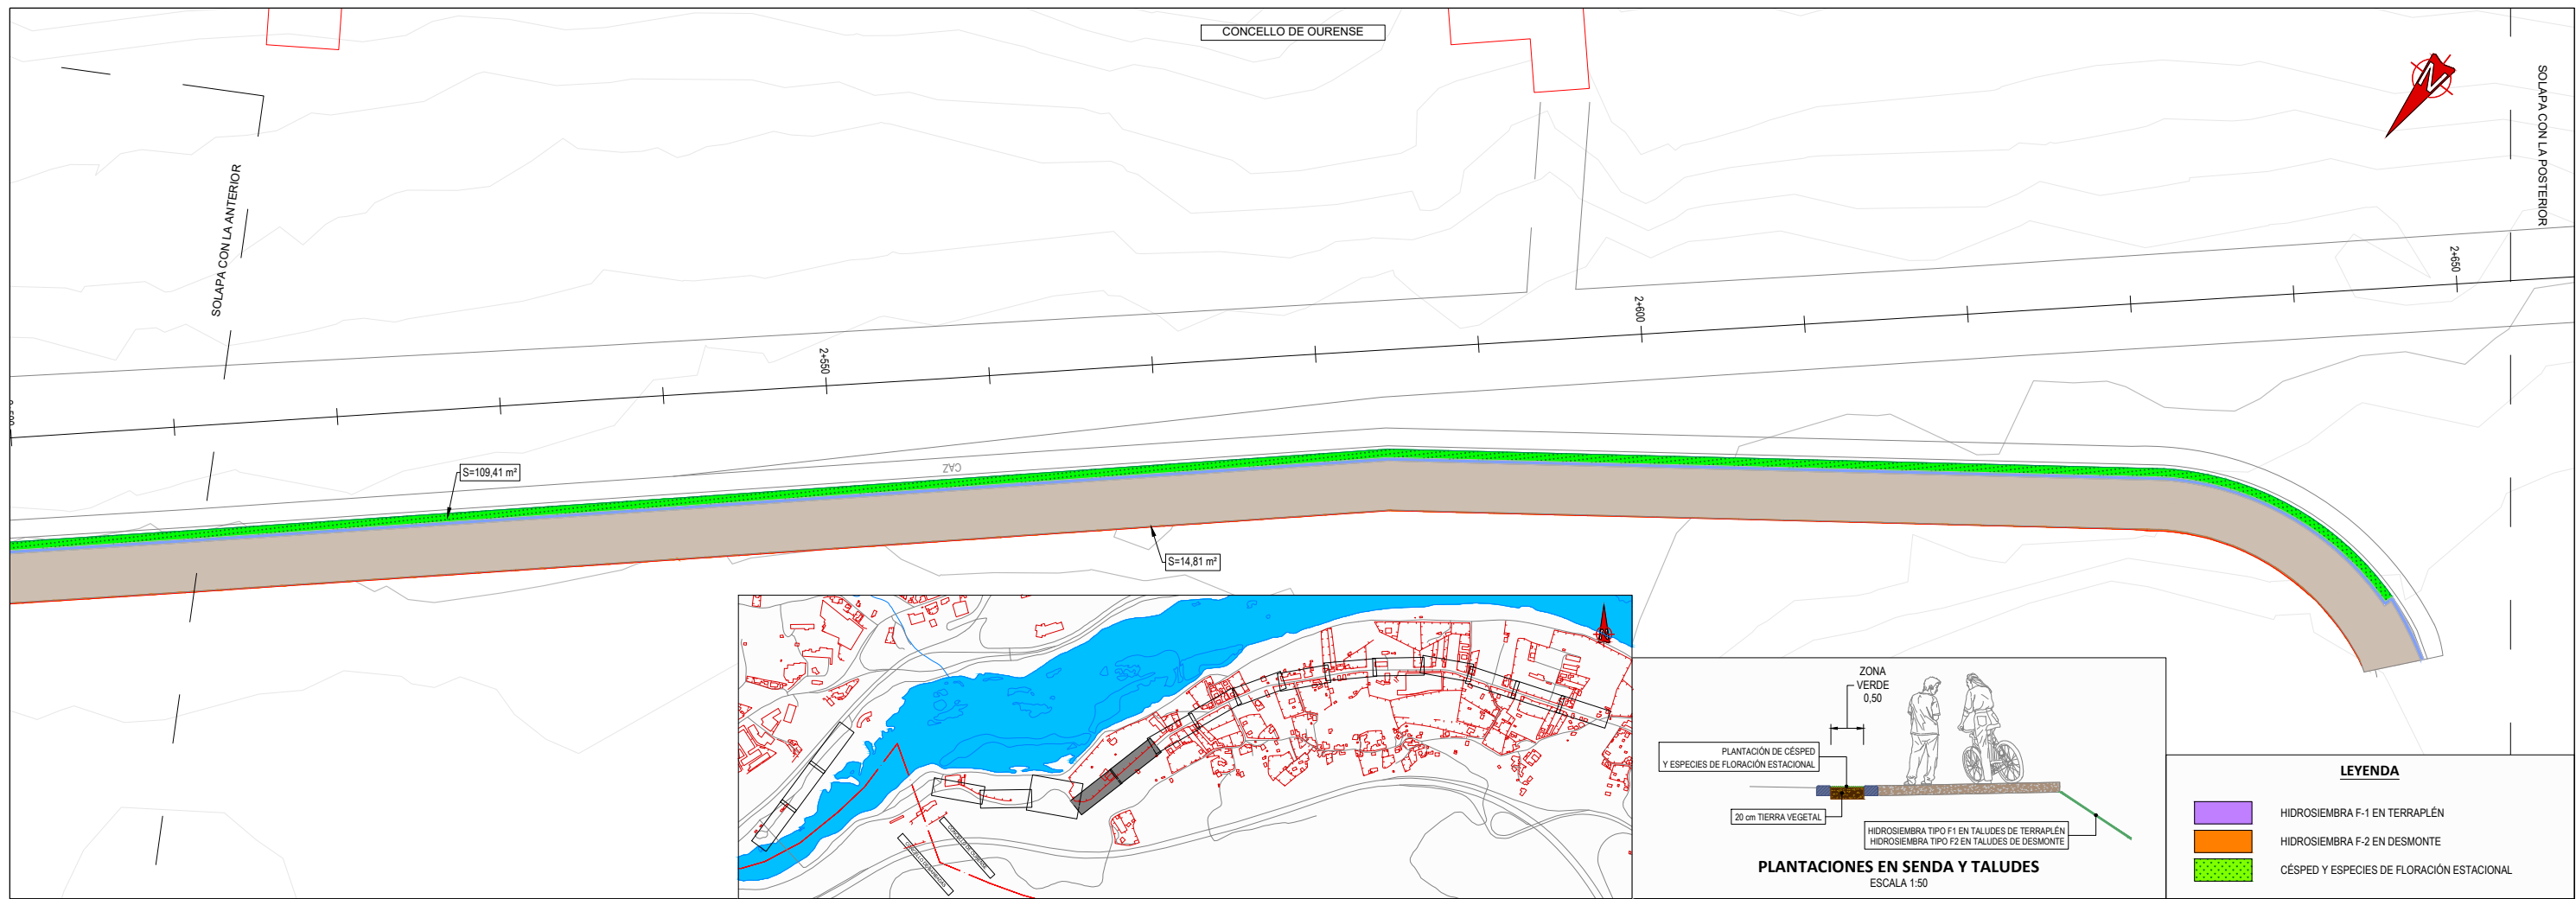 CONCELLO DE OURENSE
SOLAPA CON LA ANTERIOR
SOLAPA CON LA POSTERIOR
N
2+550
2+600
2+650
S=109,41 m²
CAZ
S=14,81 m²
ZONA
VERDE
0,50
PLANTACIÓN DE CÉSPED
Y ESPECIES DE FLORACIÓN ESTACIONAL
20 cm TIERRA VEGETAL
HIDROSIEMBRA TIPO F1 EN TALUDES DE TERRAPLÉN
HIDROSIEMBRA TIPO F2 EN TALUDES DE DESMONTE
PLANTACIONES EN SENDA Y TALUDES
ESCALA 1:50
LEYENDA
HIDROSIEMBRA F-1 EN TERRAPLÉN
HIDROSIEMBRA F-2 EN DESMONTE
CÉSPED Y ESPECIES DE FLORACIÓN ESTACIONAL